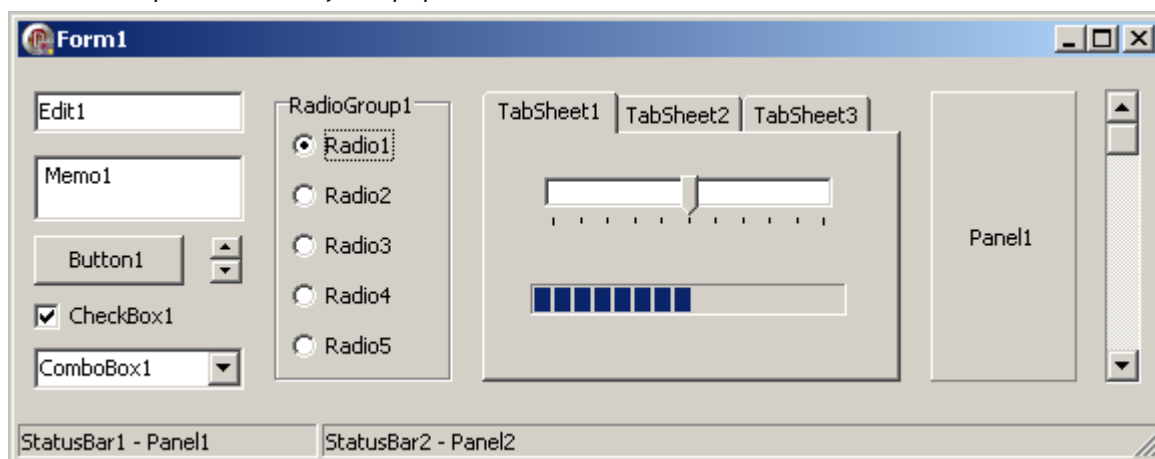 Form1
Edit1
Memo1
Button1
CheckBox1
ComboBox1
RadioGroup1
Radio1
Radio2
Radio3
Radio4
Radio5
TabSheet1 TabSheet2 TabSheet3
Panel1
StatusBar1 - Panel1 StatusBar2 - Panel2